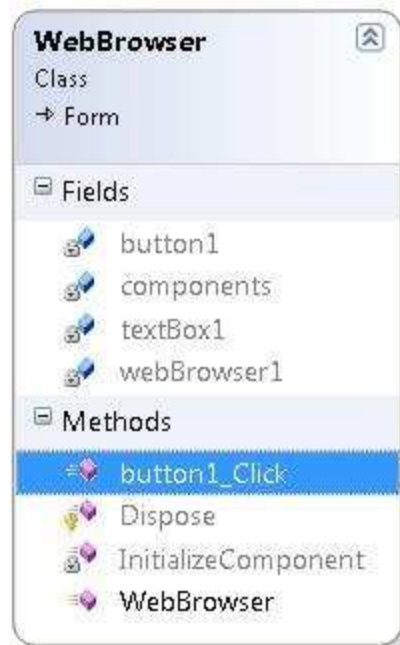 WebBrowser
Class
Form
Fields
button1
components
textBox1
webBrowser1
Methods
button1_Click
Dispose
InitializeComponent
WebBrowser